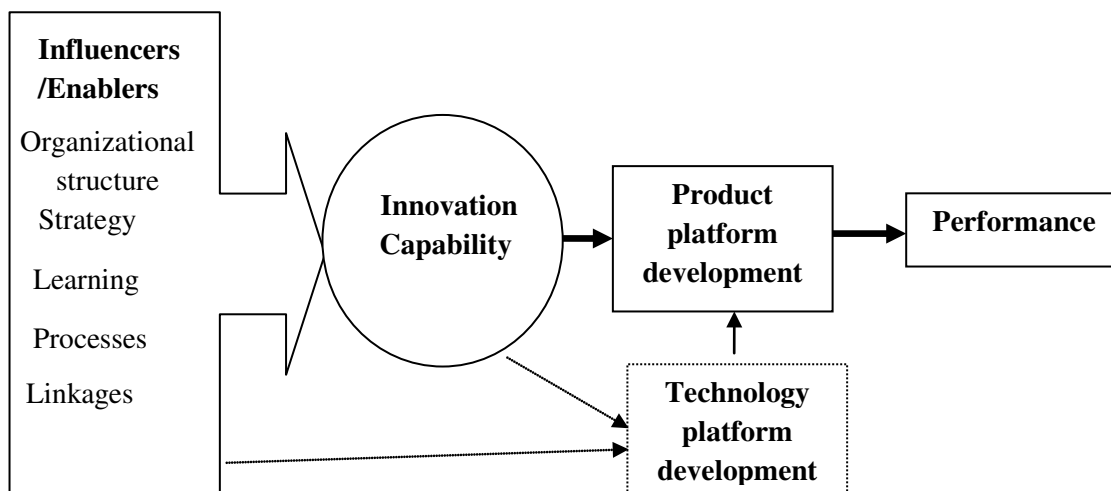 Influencers
/Enablers
Organizational
structure
Strategy
Learning
Processes
Linkages
Innovation
Capability
Product
platform
development
Performance
Technology
platform
development